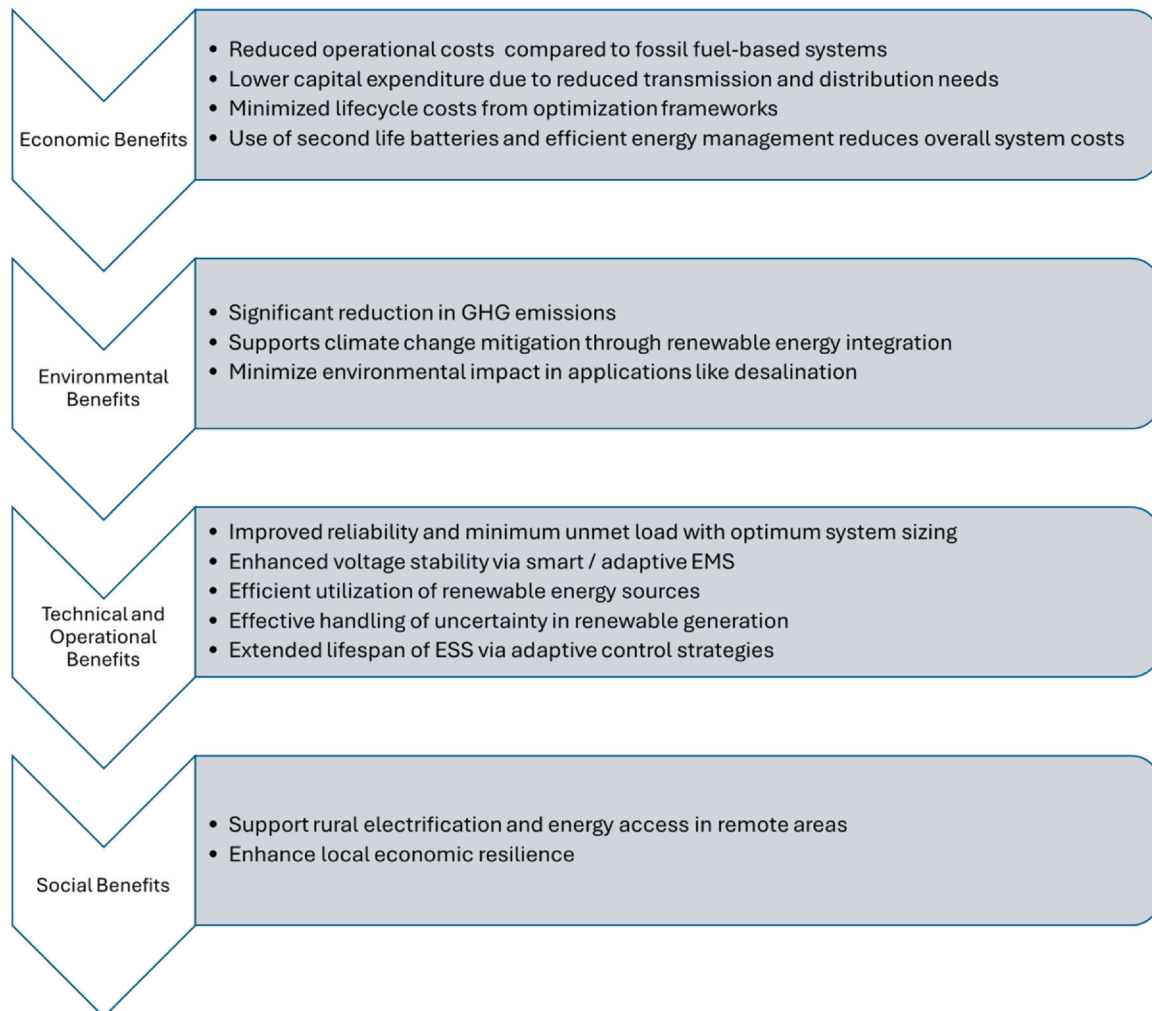 Economic Benefits
• Reduced operational costs compared to fossil fuel-based systems
• Lower capital expenditure due to reduced transmission and distribution needs
• Minimized lifecycle costs from optimization frameworks
• Use of second life batteries and efficient energy management reduces overall system costs
Environmental
Benefits
• Significant reduction in GHG emissions
• Supports climate change mitigation through renewable energy integration
• Minimize environmental impact in applications like desalination
Technical and
Operational
Benefits
• Improved reliability and minimum unmet load with optimum system sizing
• Enhanced voltage stability via smart / adaptive EMS
• Efficient utilization of renewable energy sources
• Effective handling of uncertainty in renewable generation
• Extended lifespan of ESS via adaptive control strategies
Social Benefits
• Support rural electrification and energy access in remote areas
• Enhance local economic resilience